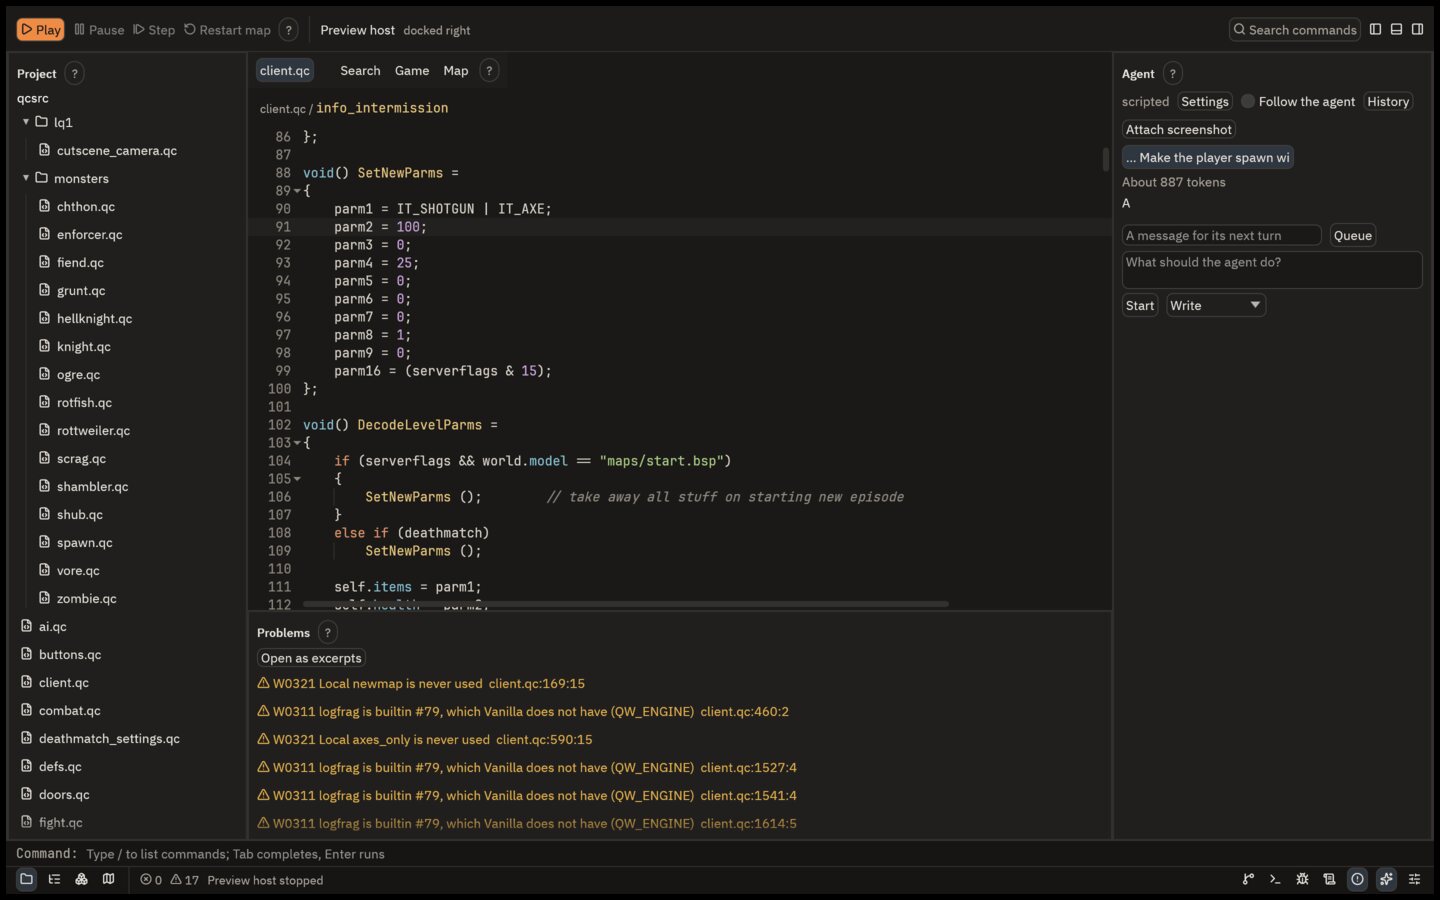 Play Pause Step Restart map ? Preview host docked right Search commands
Project ?
qcsrc
lq1
cutscene_camera.qc
monsters
chthon.qc
enforcer.qc
fiend.qc
grunt.qc
hellknight.qc
knight.qc
ogre.qc
rotfish.qc
rottweiler.qc
scrag.qc
shambler.qc
shub.qc
spawn.qc
vore.qc
zombie.qc
ai.qc
buttons.qc
client.qc
combat.qc
deathmatch_settings.qc
defs.qc
doors.qc
fight.qc
client.qc Search Game Map ?
client.qc / info_intermission
86 };
87
88 void() SetNewParms =
89 {
90 parm1 = IT_SHOTGUN | IT_AXE;
91 parm2 = 100;
92 parm3 = 0;
93 parm4 = 25;
94 parm5 = 0;
95 parm6 = 0;
96 parm7 = 0;
97 parm8 = 1;
98 parm9 = 0;
99 parm16 = (serverflags & 15);
100 };
101
102 void() DecodeLevelParms =
103 {
104 if (serverflags && world.model == "maps/start.bsp")
105 {
106 SetNewParms (); // take away all stuff on starting new episode
107 }
108 else if (deathmatch)
109 SetNewParms ();
110
111 self.items = parm1;
112 self.health = parm2;
Problems ?
Open as excerpts
W0321 Local newmap is never used client.qc:169:15
W0311 logfrag is builtin #79, which Vanilla does not have (QW_ENGINE) client.qc:460:2
W0321 Local axes_only is never used client.qc:590:15
W0311 logfrag is builtin #79, which Vanilla does not have (QW_ENGINE) client.qc:1527:4
W0311 logfrag is builtin #79, which Vanilla does not have (QW_ENGINE) client.qc:1541:4
W0311 logfrag is builtin #79, which Vanilla does not have (QW_ENGINE) client.qc:1614:5
Agent ?
scripted Settings Follow the agent History
Attach screenshot
... Make the player spawn wi
About 887 tokens
A
A message for its next turn Queue
What should the agent do?
Start Write
Command: Type / to list commands; Tab completes, Enter runs
0 17 Preview host stopped